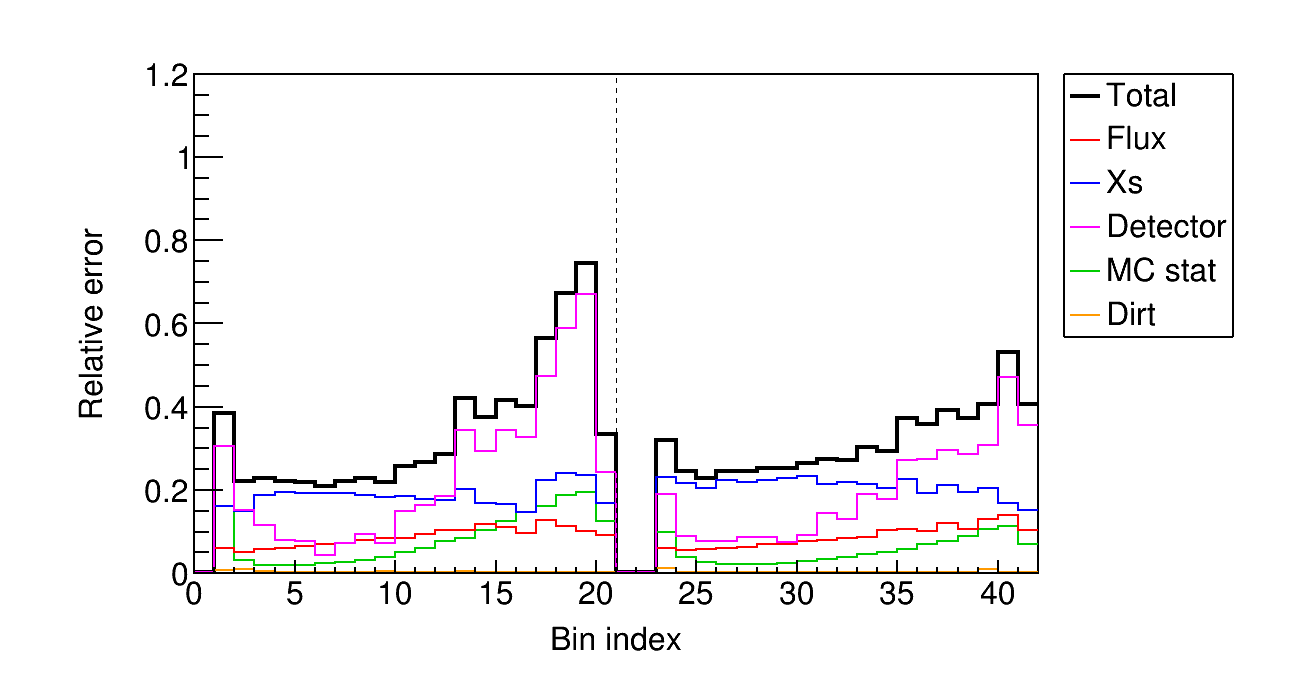 1.2
1
0.8
0.6
0.4
0.2
0
Relative error
0 5 10 15 20 25 30 35 40
Bin index
Total
Flux
Xs
Detector
MC stat
Dirt